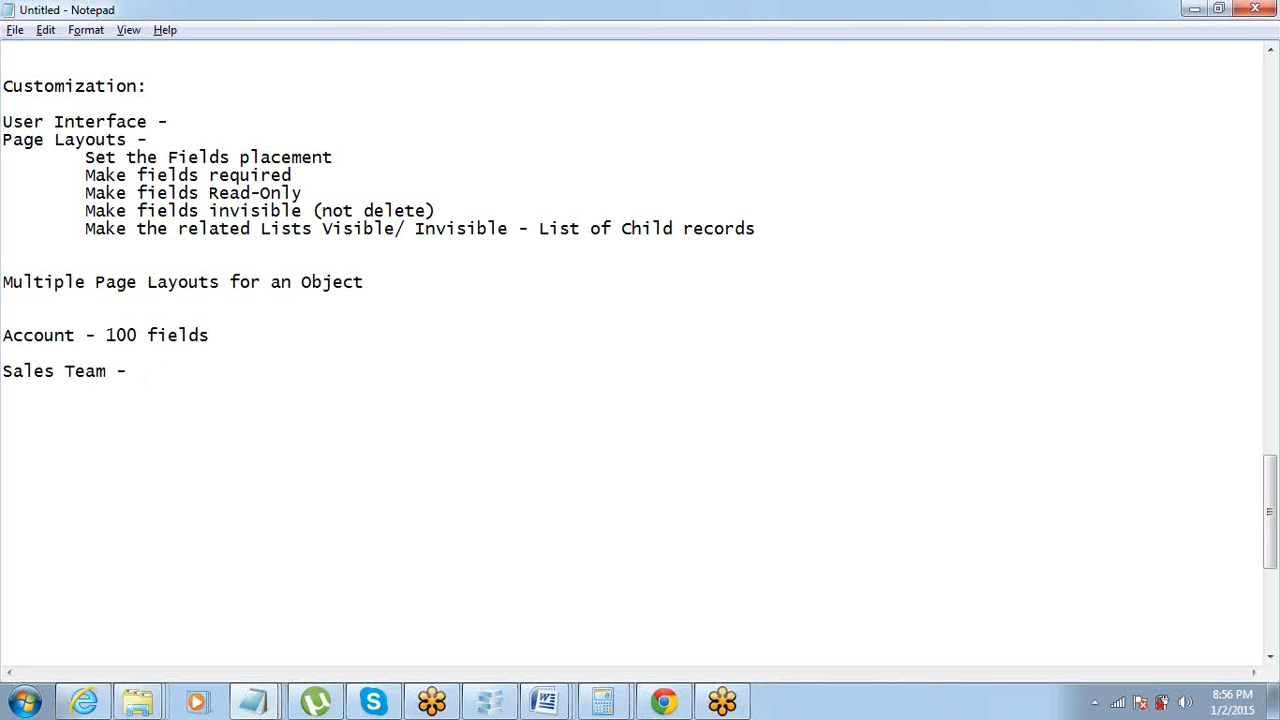 Untitled - Notepad
File Edit Format View Help
Customization:
User Interface -
Page Layouts -
Set the Fields placement
Make fields required
Make fields Read-Only
Make fields invisible (not delete)
Make the related Lists Visible/ Invisible - List of Child records
Multiple Page Layouts for an Object
Account - 100 fields
Sales Team -
8:56 PM
1/2/2015